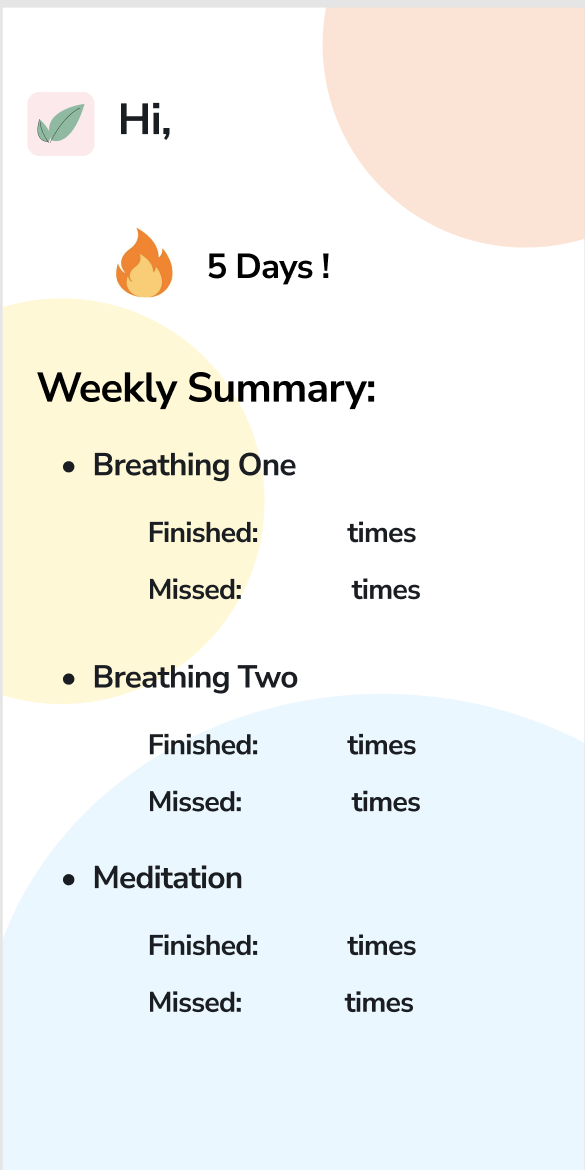 Hi,
5 Days !
Weekly Summary:
• Breathing One
Finished: times
Missed: times
• Breathing Two
Finished: times
Missed: times
• Meditation
Finished: times
Missed: times